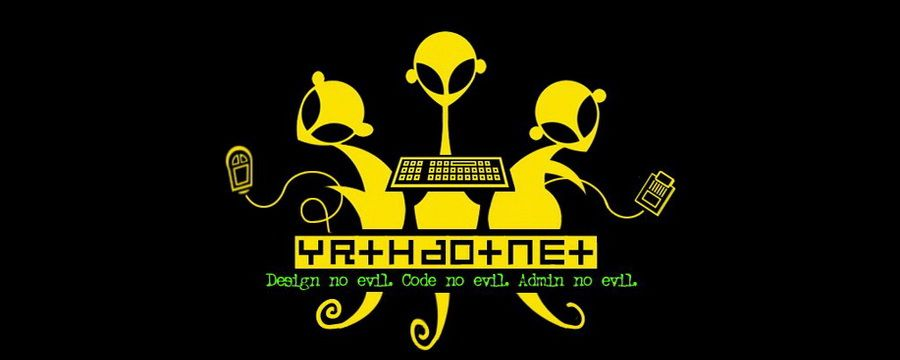 YRtHdOtnEt
Design no evil. Code no evil. Admin no evil.